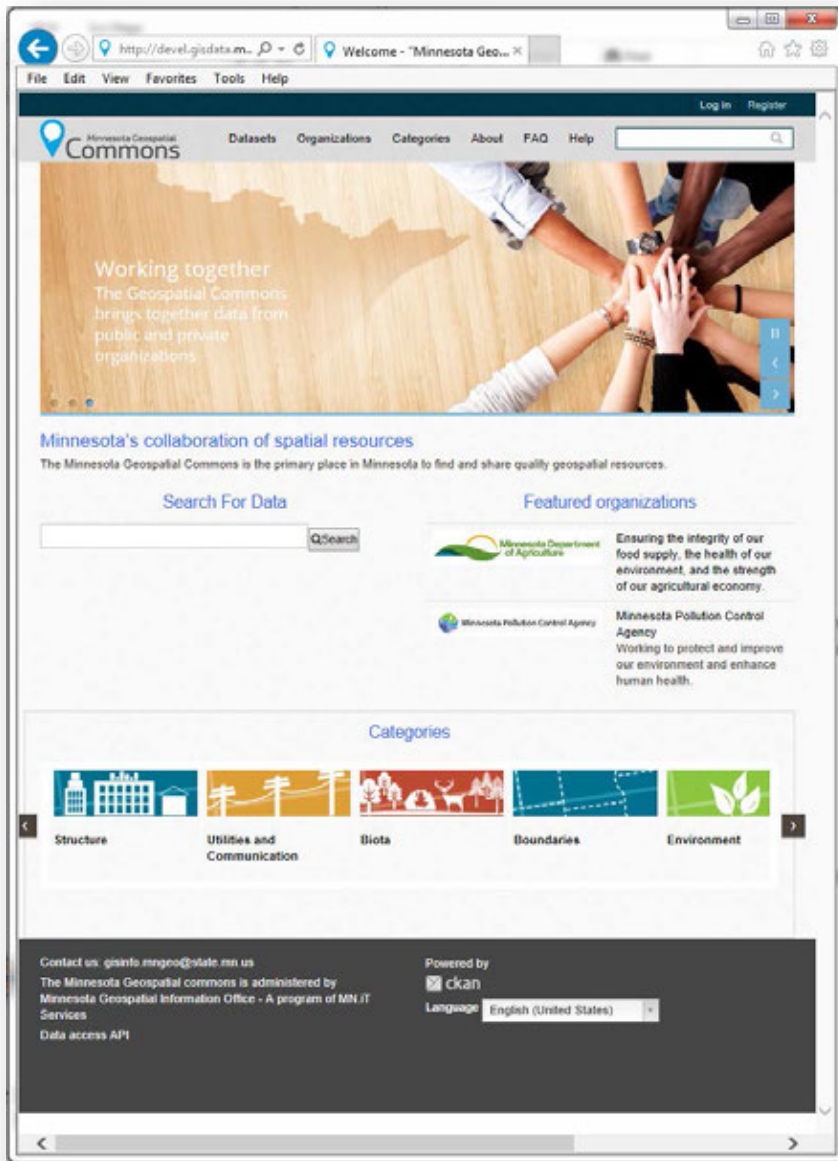 http://devel.gisdata.m...
Welcome - "Minnesota Geo...
File Edit View Favorites Tools Help
Log in Register
Minnesota Geospatial
Commons
Datasets Organizations Categories About FAQ Help
Working together
The Geospatial Commons
brings together data from
public and private
organizations
Minnesota's collaboration of spatial resources
The Minnesota Geospatial Commons is the primary place in Minnesota to find and share quality geospatial resources.
Search For Data
Search
Featured organizations
Minnesota Department
of Agriculture
Ensuring the integrity of our
food supply, the health of our
environment, and the strength
of our agricultural economy.
Minnesota Pollution Control Agency
Minnesota Pollution Control
Agency
Working to protect and improve
our environment and enhance
human health.
Categories
Structure
Utilities and
Communication
Biota
Boundaries
Environment
Contact us: gisinfo.mngeo@state.mn.us
The Minnesota Geospatial commons is administered by
Minnesota Geospatial Information Office - A program of MN.iT
Services
Data access API
Powered by
ckan
Language English (United States)